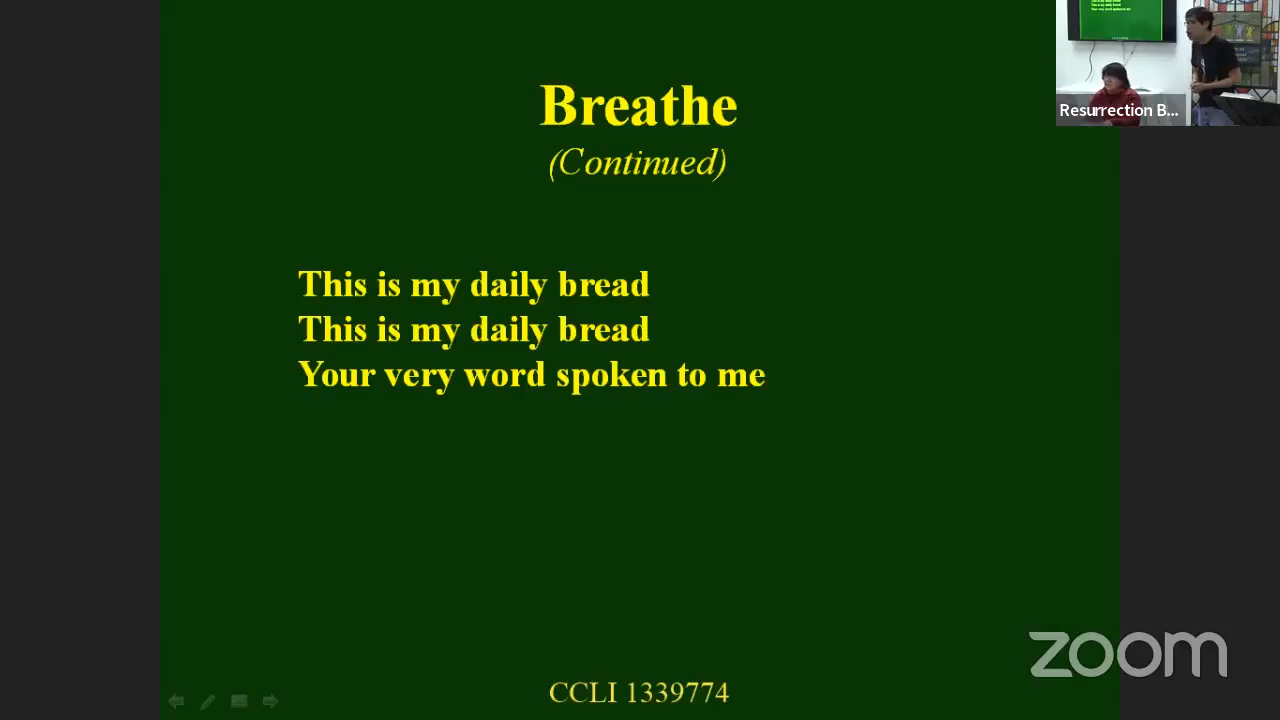 Breathe
(Continued)
This is my daily bread
This is my daily bread
Your very word spoken to me
CCLI 1339774
Resurrection B...
zoom